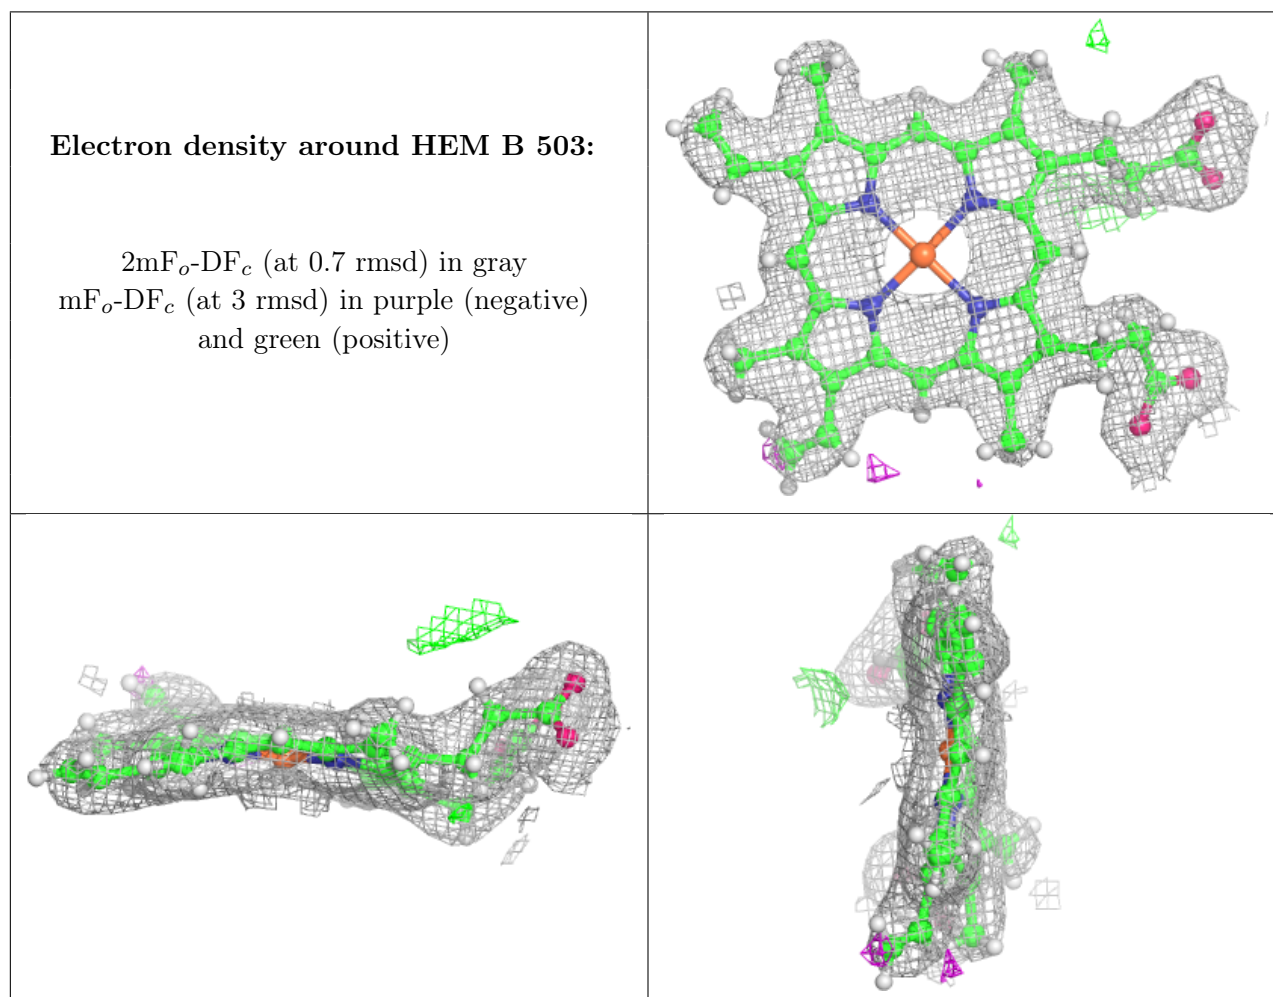 Electron density around HEM B 503:
2mFo-DFc (at 0.7 rmsd) in gray
mFo-DFc (at 3 rmsd) in purple (negative)
and green (positive)